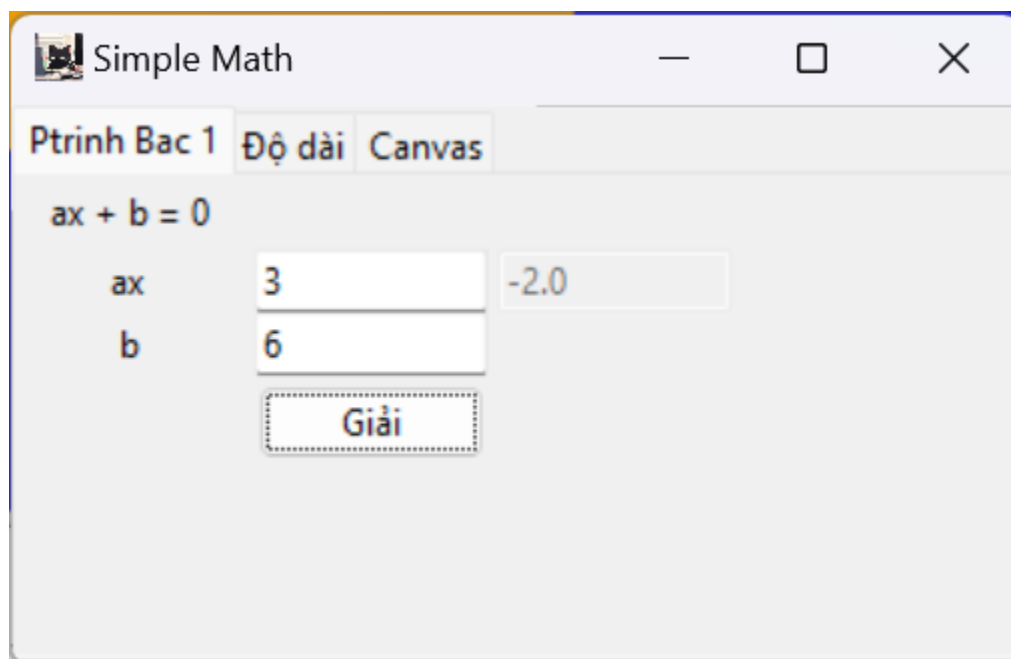 Simple Math
Ptrinh Bac 1 Độ dài Canvas
ax + b = 0
ax 3 -2.0
b 6
Giải